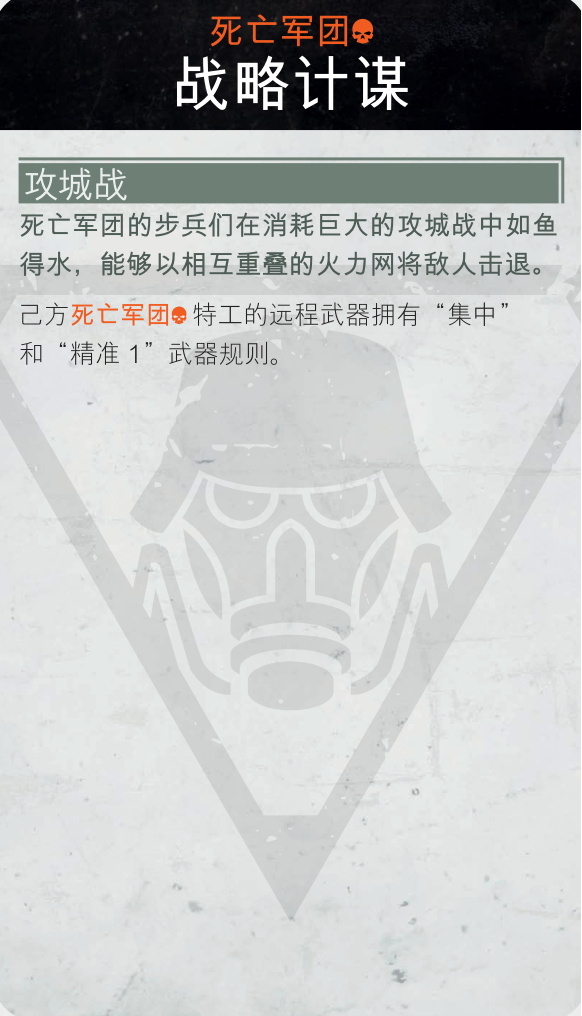 死亡军团
战略计谋
攻城战
死亡军团的步兵们在消耗巨大的攻城战中如鱼
得水，能够以相互重叠的火力网将敌人击退。
己方死亡军团特工的远程武器拥有“集中”
和“精准 1”武器规则。